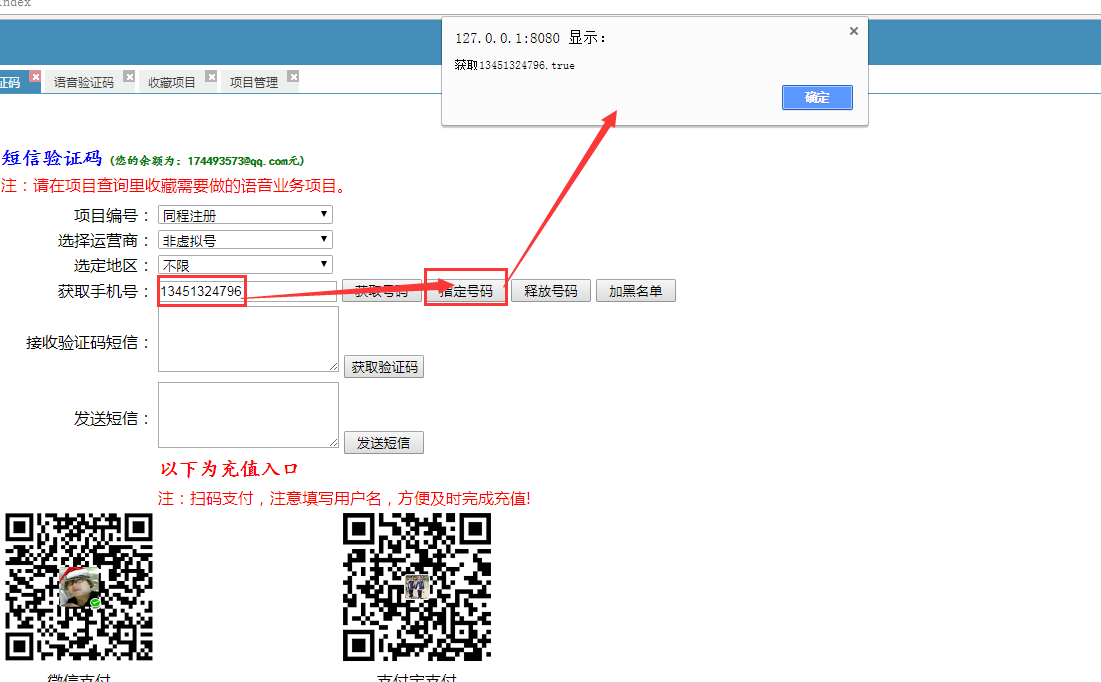 index
127.0.0.1:8080 显示：
获取13451324796,true
确定
证码 语音验证码 收藏项目 项目管理
短信验证码 (您的余额为：174493573@qq.com元)
注：请在项目查询里收藏需要做的语音业务项目。
项目编号： 同程注册
选择运营商： 非虚拟号
选定地区： 不限
获取手机号： 13451324796 获取号码 指定号码 释放号码 加黑名单
接收验证码短信：
获取验证码
发送短信：
发送短信
以下为充值入口
注：扫码支付，注意填写用户名，方便及时完成充值!
微信支付 支付宝支付